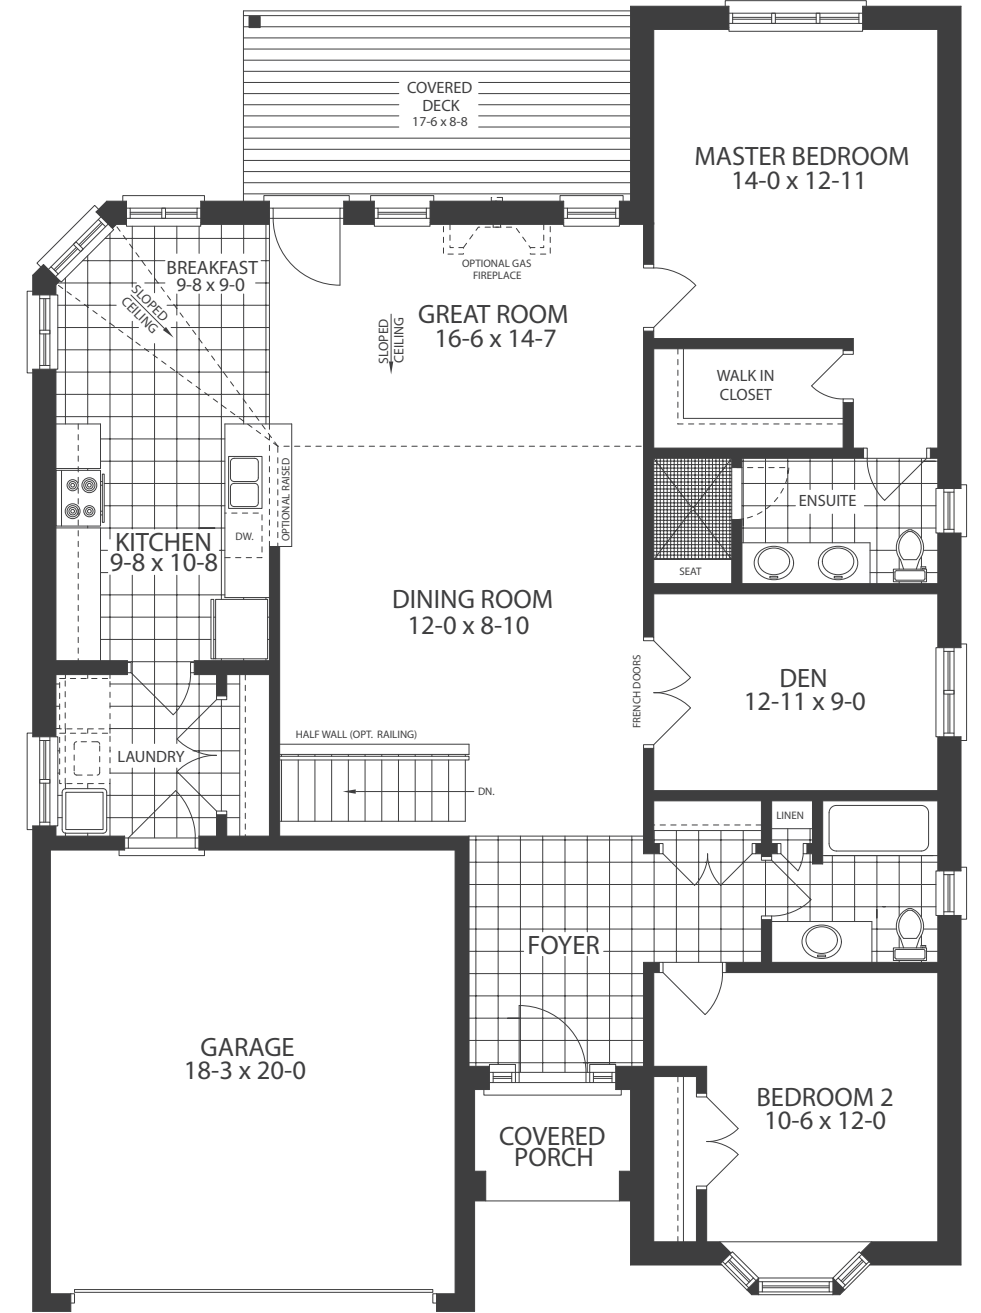 COVERED
DECK
17-6 x 8-8
MASTER BEDROOM
14-0 x 12-11
BREAKFAST
9-8 x 9-0
SLOPED
CEILING
OPTIONAL GAS
FIREPLACE
GREAT ROOM
16-6 x 14-7
SLOPED
CEILING
WALK IN
CLOSET
OPTIONAL RAISED
ENSUITE
DW.
KITCHEN
9-8 x 10-8
SEAT
DINING ROOM
12-0 x 8-10
FRENCH DOORS
DEN
12-11 x 9-0
HALF WALL (OPT. RAILING)
LAUNDRY
DN.
LINEN
FOYER
GARAGE
18-3 x 20-0
BEDROOM 2
10-6 x 12-0
COVERED
PORCH